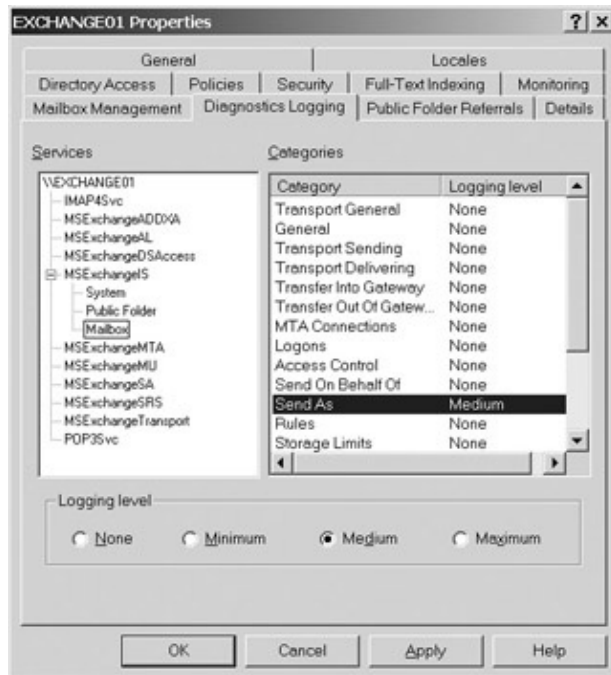 EXCHANGE01 Properties
General Locales
Directory Access Policies Security Full-Text Indexing Monitoring
Mailbox Management Diagnostics Logging Public Folder Referrals Details
Services
\\EXCHANGE01
IMAP4Svc
MSExchangeADDXA
MSExchangeAL
MSExchangeDSAccess
MSExchangeIS
System
Public Folder
Mailbox
MSExchangeMTA
MSExchangeMU
MSExchangeSA
MSExchangeSRS
MSExchangeTransport
POP3Svc
Categories
Category Logging level
Transport General None
General None
Transport Sending None
Transport Delivering None
Transfer Into Gateway None
Transfer Out Of Gatew... None
MTA Connections None
Logons None
Access Control None
Send On Behalf Of None
Send As Medium
Rules None
Storage Limits None
Logging level
None Minimum Medium Maximum
OK Cancel Apply Help